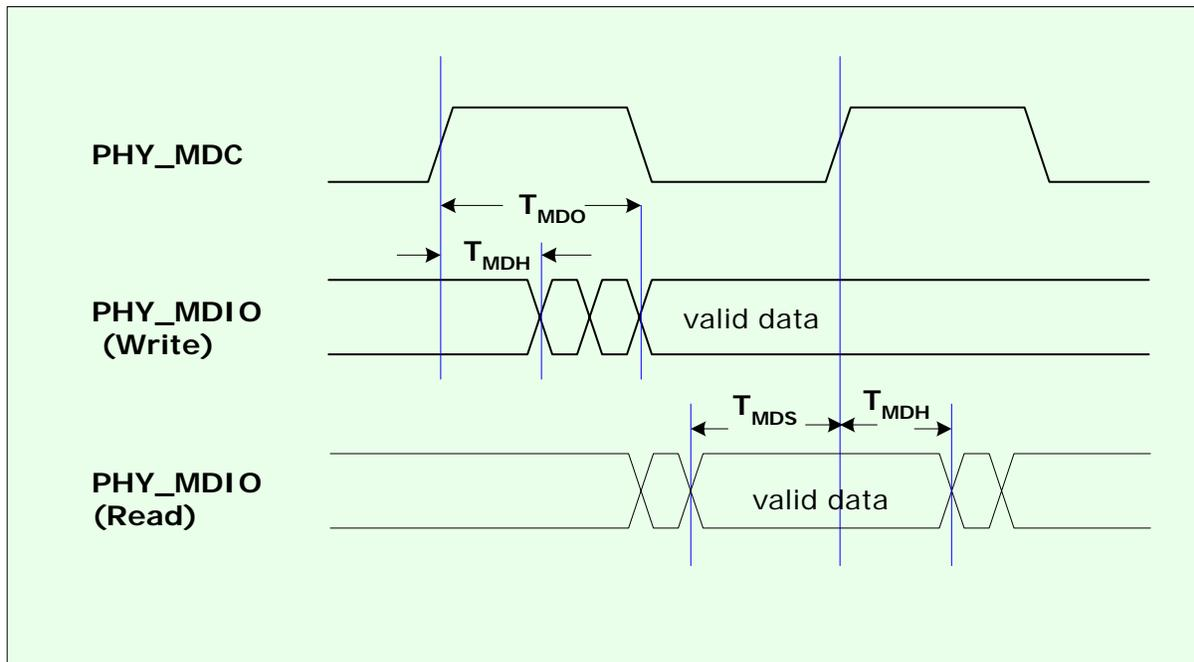 PHY_MDC
TMDO
TMDH
PHY_MDIO
(Write)
valid data
TMDS
TMDH
PHY_MDIO
(Read)
valid data